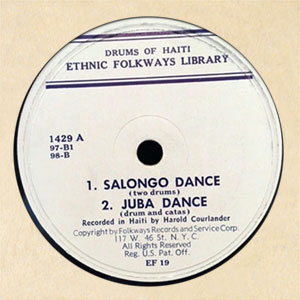 DRUMS OF HAITI
ETHNIC FOLKWAYS LIBRARY
1429 A
97-B1
98-B
1. SALONGO DANCE
(two drums)
2. JUBA DANCE
(drum and catas)
Recorded in Haiti by Harold Courlander
Copyright by Folkways Records and Service Corp.
117 W. 46 St. N. Y. C.
All Rights Reserved
Reg. U.S. Pat. Off.
EF 19